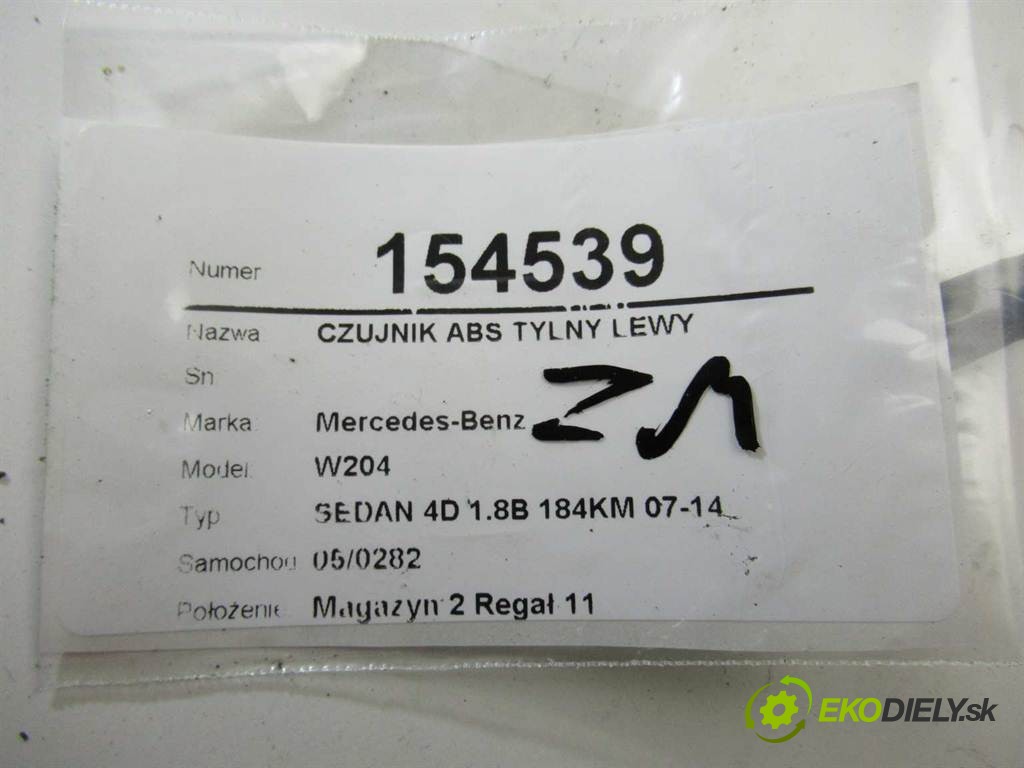 Numer 154539
Nazwa CZUJNIK ABS TYLNY LEWY
Sn
Marka Mercedes-Benz
Model W204
Typ SEDAN 4D 1.8B 184KM 07-14
Samochod 05/0282
Położenie Magazyn 2 Regał 11
EKODIELY.sk